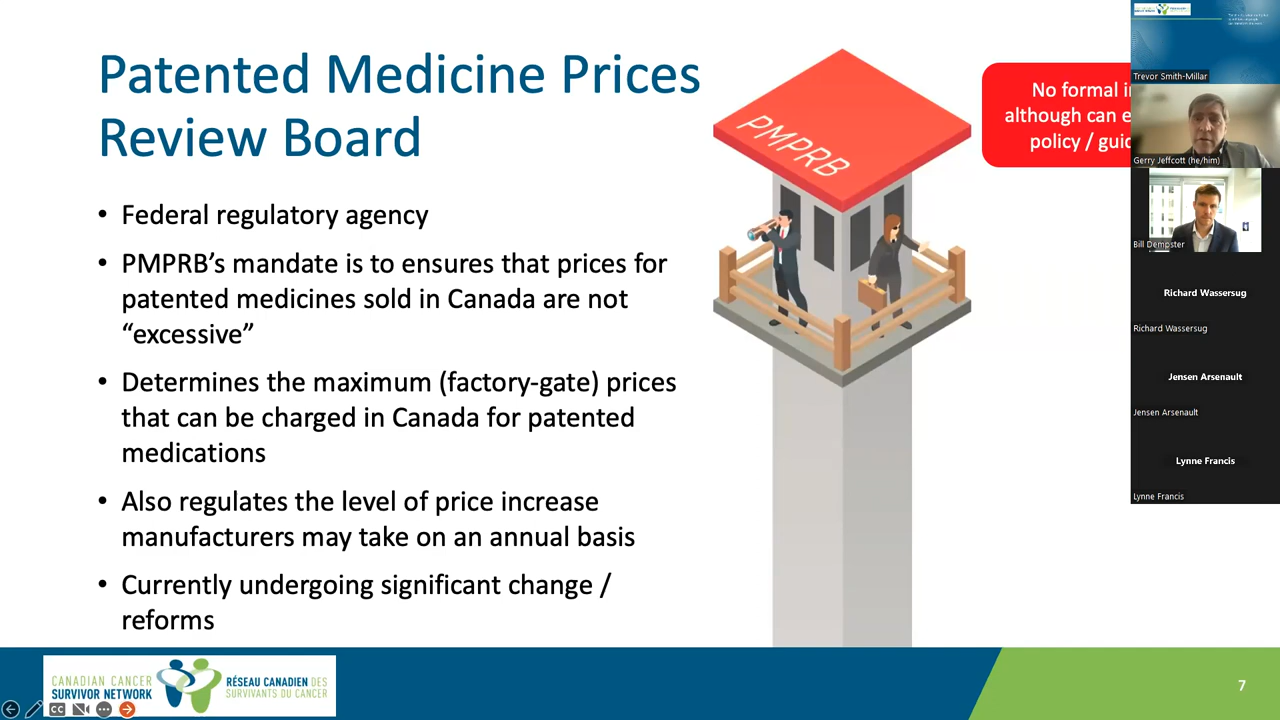 Patented Medicine Prices
Review Board
• Federal regulatory agency
• PMPRB’s mandate is to ensures that prices for
patented medicines sold in Canada are not
“excessive”
• Determines the maximum (factory-gate) prices
that can be charged in Canada for patented
medications
• Also regulates the level of price increase
manufacturers may take on an annual basis
• Currently undergoing significant change /
reforms
PMPRB
No formal
although can
policy /
Trevor Smith-Millar
Gerry Jeffcott (he/him)
Bill Dempster
Richard Wassersug
Richard Wassersug
Jensen Arsenault
Jensen Arsenault
Lynne Francis
Lynne Francis
CANADIAN CANCER
SURVIVOR NETWORK
RÉSEAU CANADIEN DES
SURVIVANTS DU CANCER
CC
7